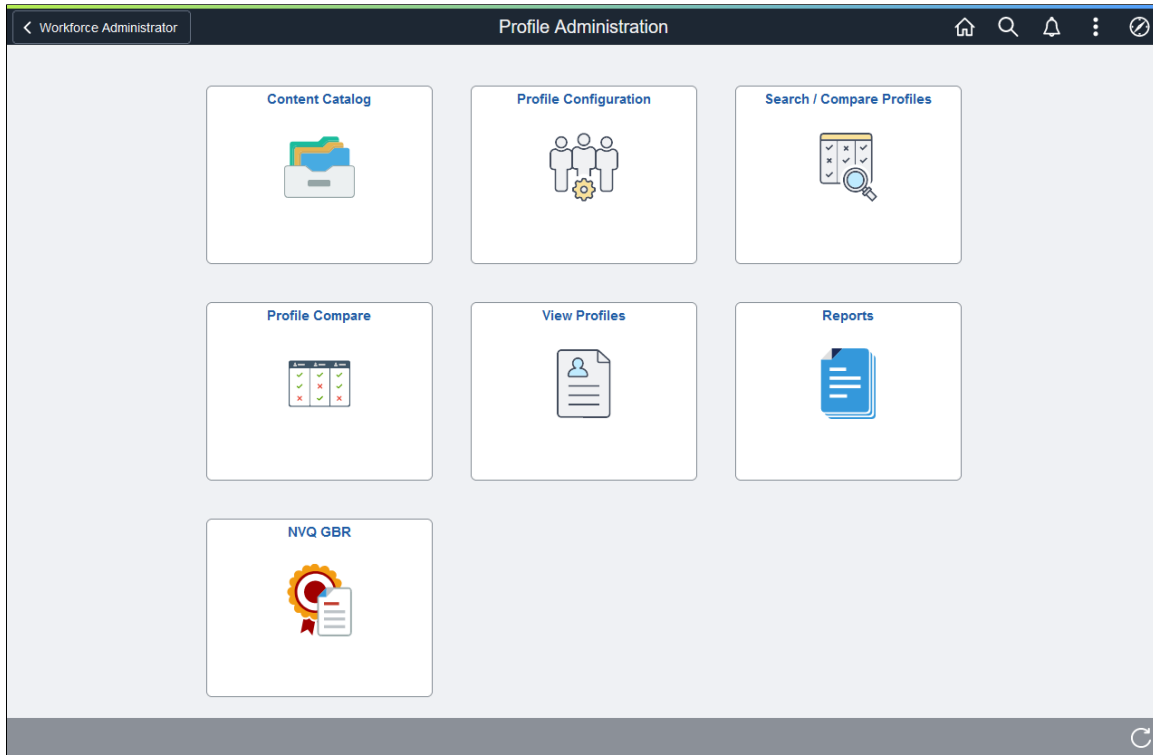 Workforce Administrator
Profile Administration
Content Catalog
Profile Configuration
Search / Compare Profiles
Profile Compare
View Profiles
Reports
NVQ GBR